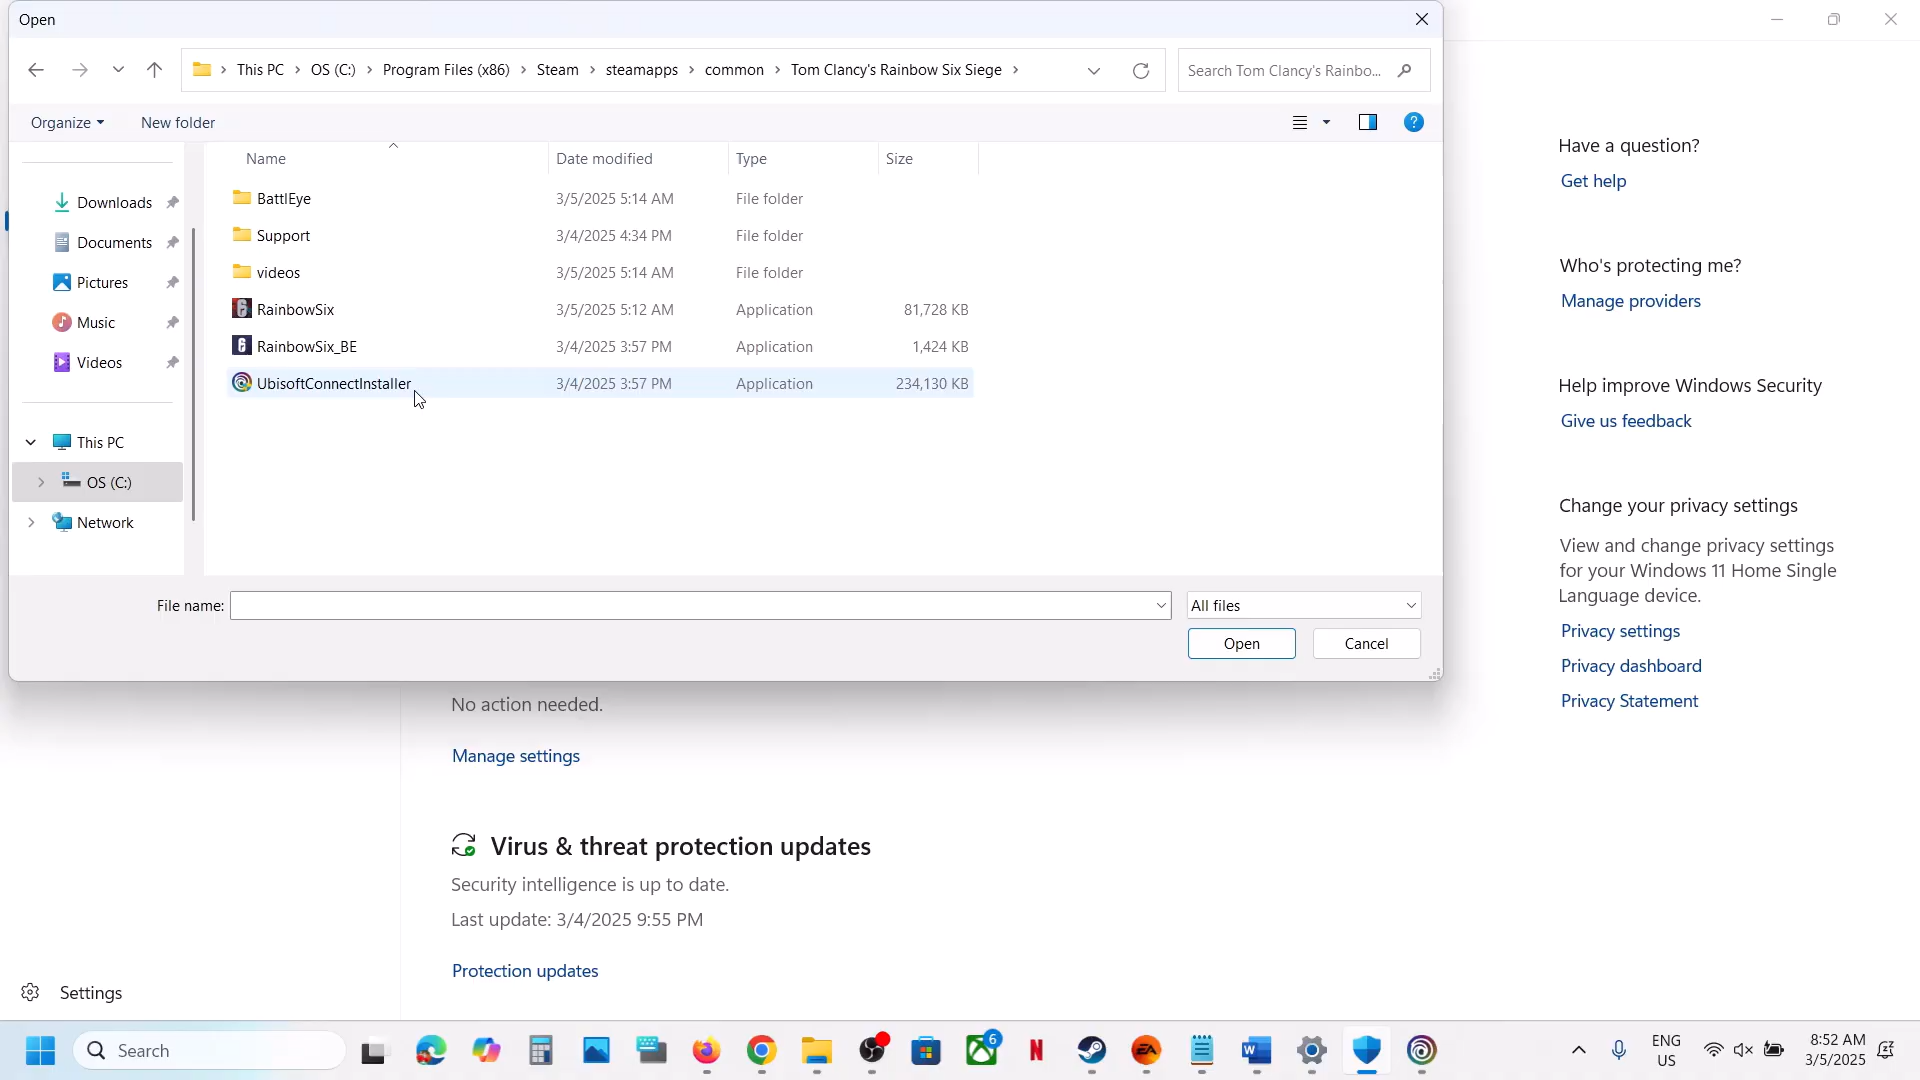 Open
This PC > OS (C:) > Program Files (x86) > Steam > steamapps > common > Tom Clancy's Rainbow Six Siege >
Search Tom Clancy's Rainbo...
Organize
New folder
?
Name
Date modified
Type
Size
Downloads
Documents
Pictures
Music
Videos
This PC
OS (C:)
Network
BattlEye 3/5/2025 5:14 AM File folder
Support 3/4/2025 4:34 PM File folder
videos 3/5/2025 5:14 AM File folder
RainbowSix 3/5/2025 5:12 AM Application 81,728 KB
RainbowSix_BE 3/4/2025 3:57 PM Application 1,424 KB
UbisoftConnectInstaller 3/4/2025 3:57 PM Application 234,130 KB
File name:
All files
Open
Cancel
No action needed.
Manage settings
Virus & threat protection updates
Security intelligence is up to date.
Last update: 3/4/2025 9:55 PM
Protection updates
Settings
Have a question?
Get help
Who's protecting me?
Manage providers
Help improve Windows Security
Give us feedback
Change your privacy settings
View and change privacy settings
for your Windows 11 Home Single
Language device.
Privacy settings
Privacy dashboard
Privacy Statement
Search
6
ENG
US
8:52 AM
3/5/2025